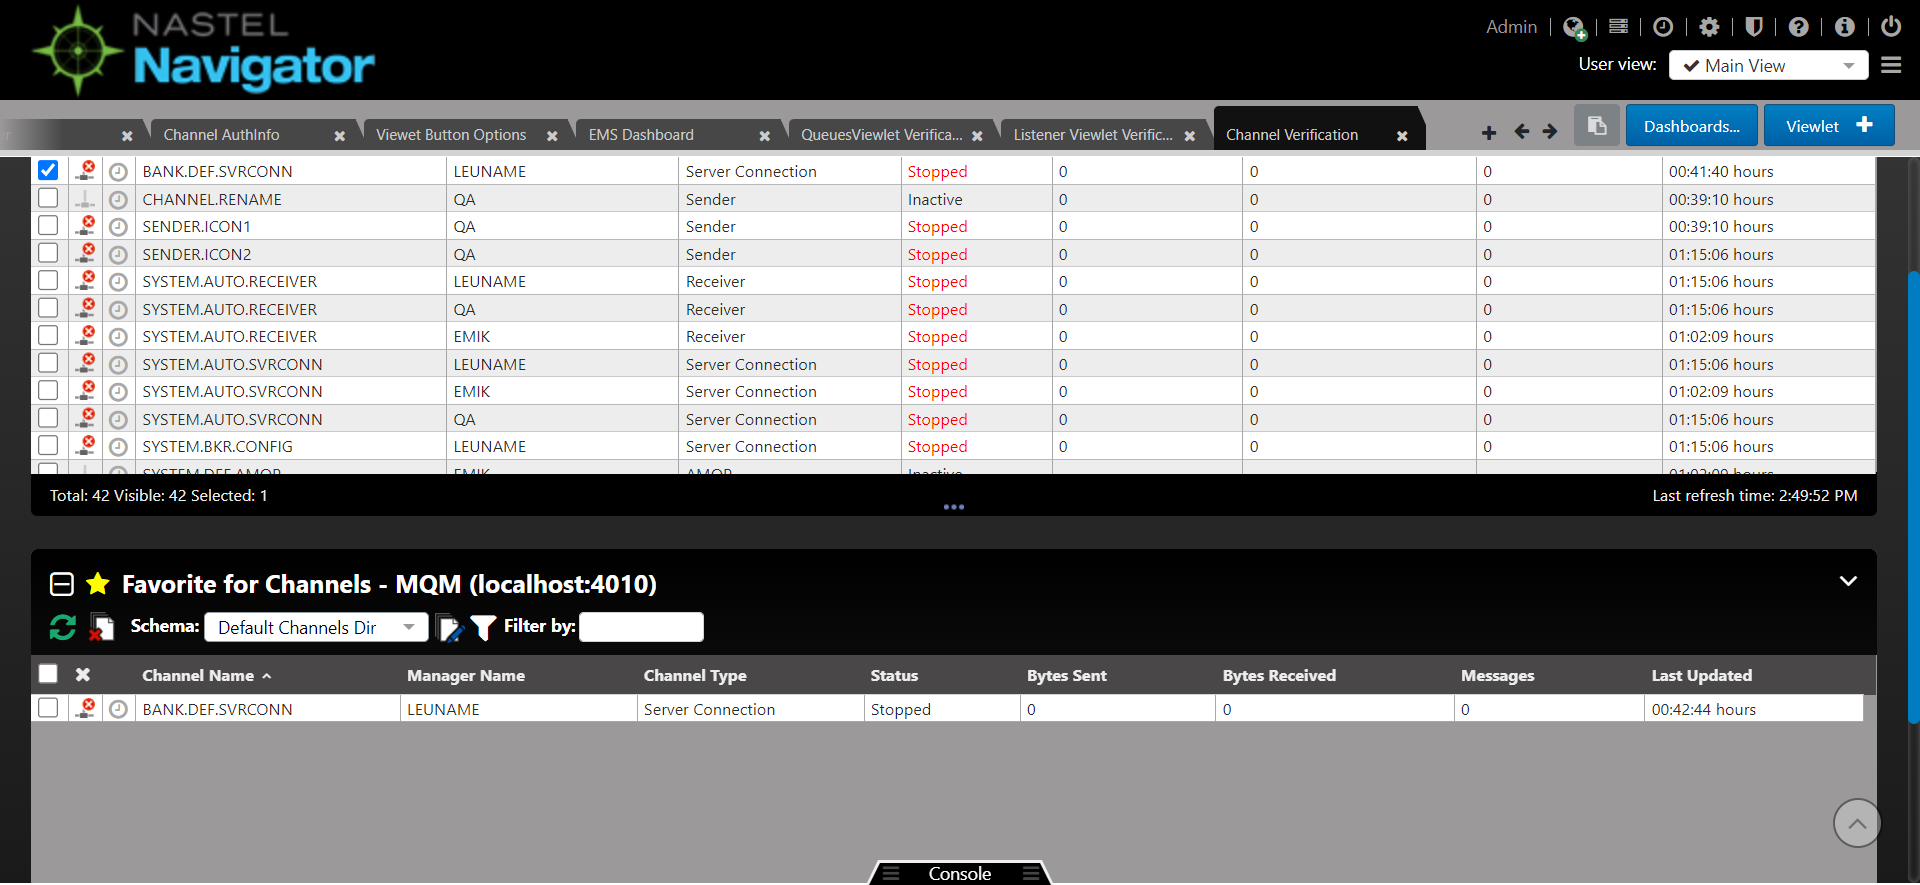 NASTEL
Navigator
Admin
User view: Main View
Channel AuthInfo
Viewet Button Options
EMS Dashboard
QueuesViewlet Verifica...
Listener Viewlet Verific...
Channel Verification
Dashboards...
Viewlet
BANK.DEF.SVRCONN LEUNAME Server Connection Stopped 0 0 0 00:41:40 hours
CHANNEL.RENAME QA Sender Inactive 0 0 0 00:39:10 hours
SENDER.ICON1 QA Sender Stopped 0 0 0 00:39:10 hours
SENDER.ICON2 QA Sender Stopped 0 0 0 01:15:06 hours
SYSTEM.AUTO.RECEIVER LEUNAME Receiver Stopped 0 0 0 01:15:06 hours
SYSTEM.AUTO.RECEIVER QA Receiver Stopped 0 0 0 01:15:06 hours
SYSTEM.AUTO.RECEIVER EMIK Receiver Stopped 0 0 0 01:02:09 hours
SYSTEM.AUTO.SVRCONN LEUNAME Server Connection Stopped 0 0 0 01:15:06 hours
SYSTEM.AUTO.SVRCONN EMIK Server Connection Stopped 0 0 0 01:02:09 hours
SYSTEM.AUTO.SVRCONN QA Server Connection Stopped 0 0 0 01:15:06 hours
SYSTEM.BKR.CONFIG LEUNAME Server Connection Stopped 0 0 0 01:15:06 hours
SYSTEM.DEF.AMQP EMIK AMQP Inactive 01:02:09 hours
Total: 42 Visible: 42 Selected: 1
Last refresh time: 2:49:52 PM
Favorite for Channels - MQM (localhost:4010)
Schema: Default Channels Dir Filter by:
Channel Name Manager Name Channel Type Status Bytes Sent Bytes Received Messages Last Updated
BANK.DEF.SVRCONN LEUNAME Server Connection Stopped 0 0 0 00:42:44 hours
Console